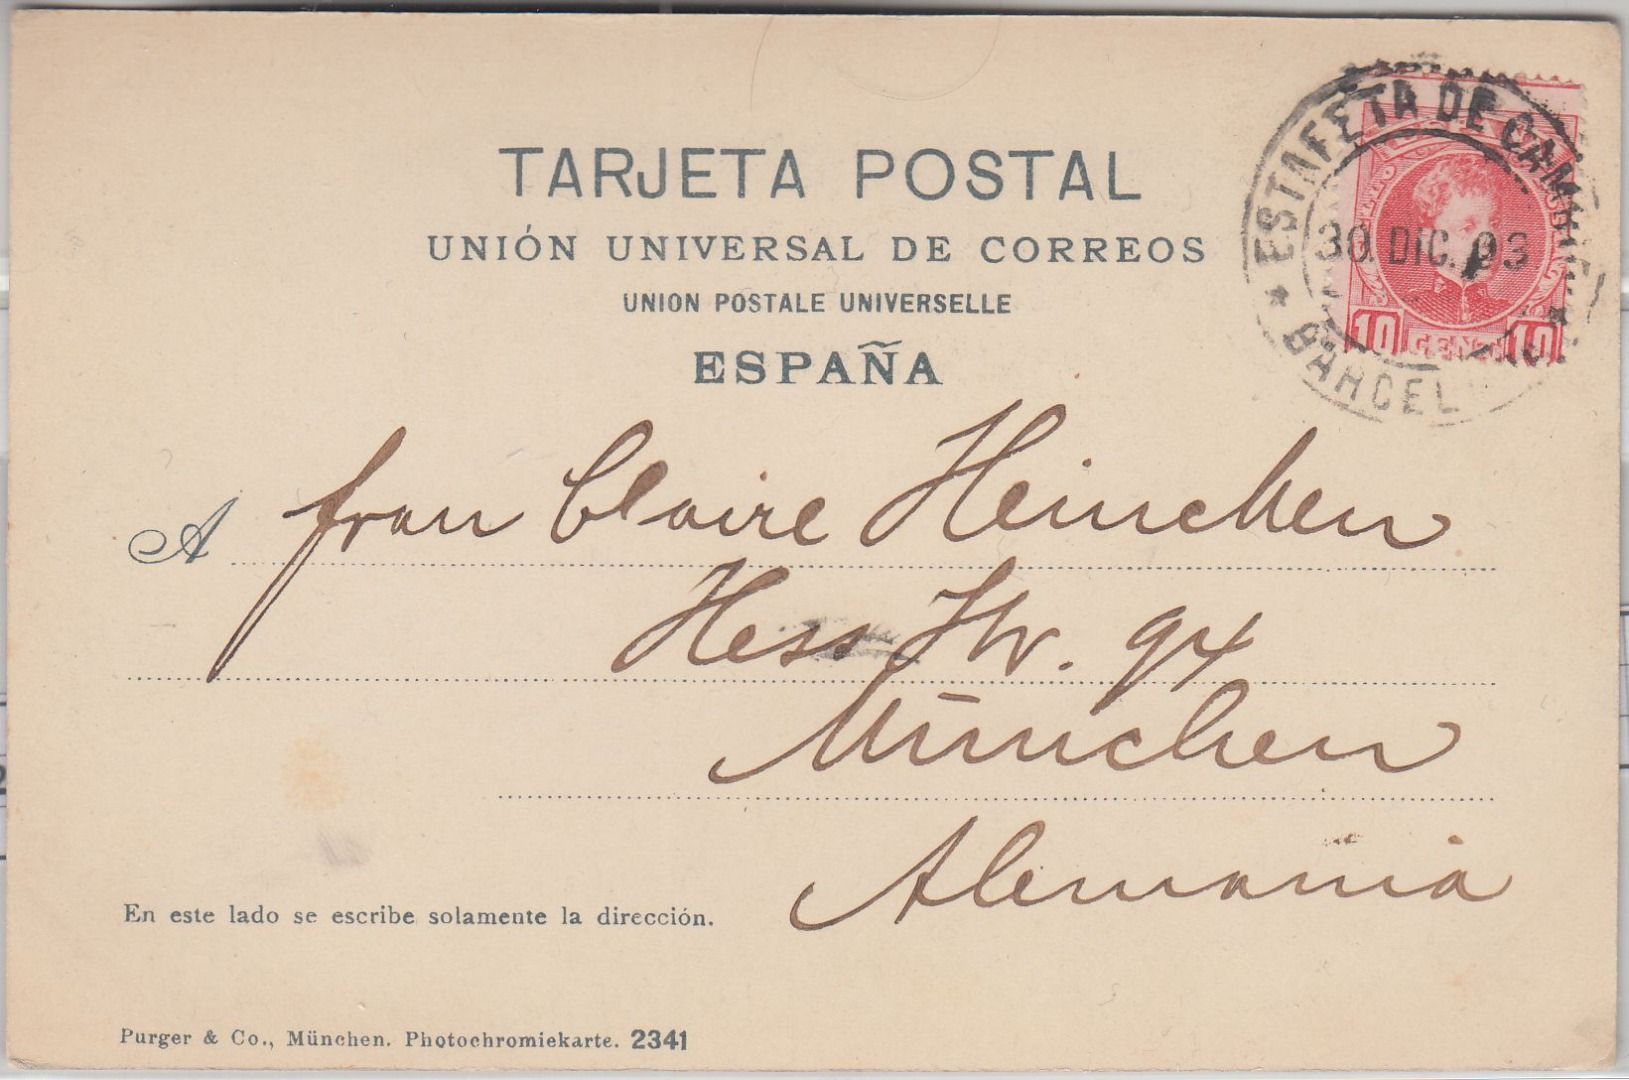 TARJETA POSTAL
UNIÓN UNIVERSAL DE CORREOS
UNION POSTALE UNIVERSELLE
ESPAÑA
ESTAFETA DE CAMBIO
30 DIC. 03
BARCEL
10 CENT. 10
A Frau Claire Heinchen
Hess Str. 94
München
Alemania
En este lado se escribe solamente la dirección.
Purger & Co., München. Photochromiekarte. 2341